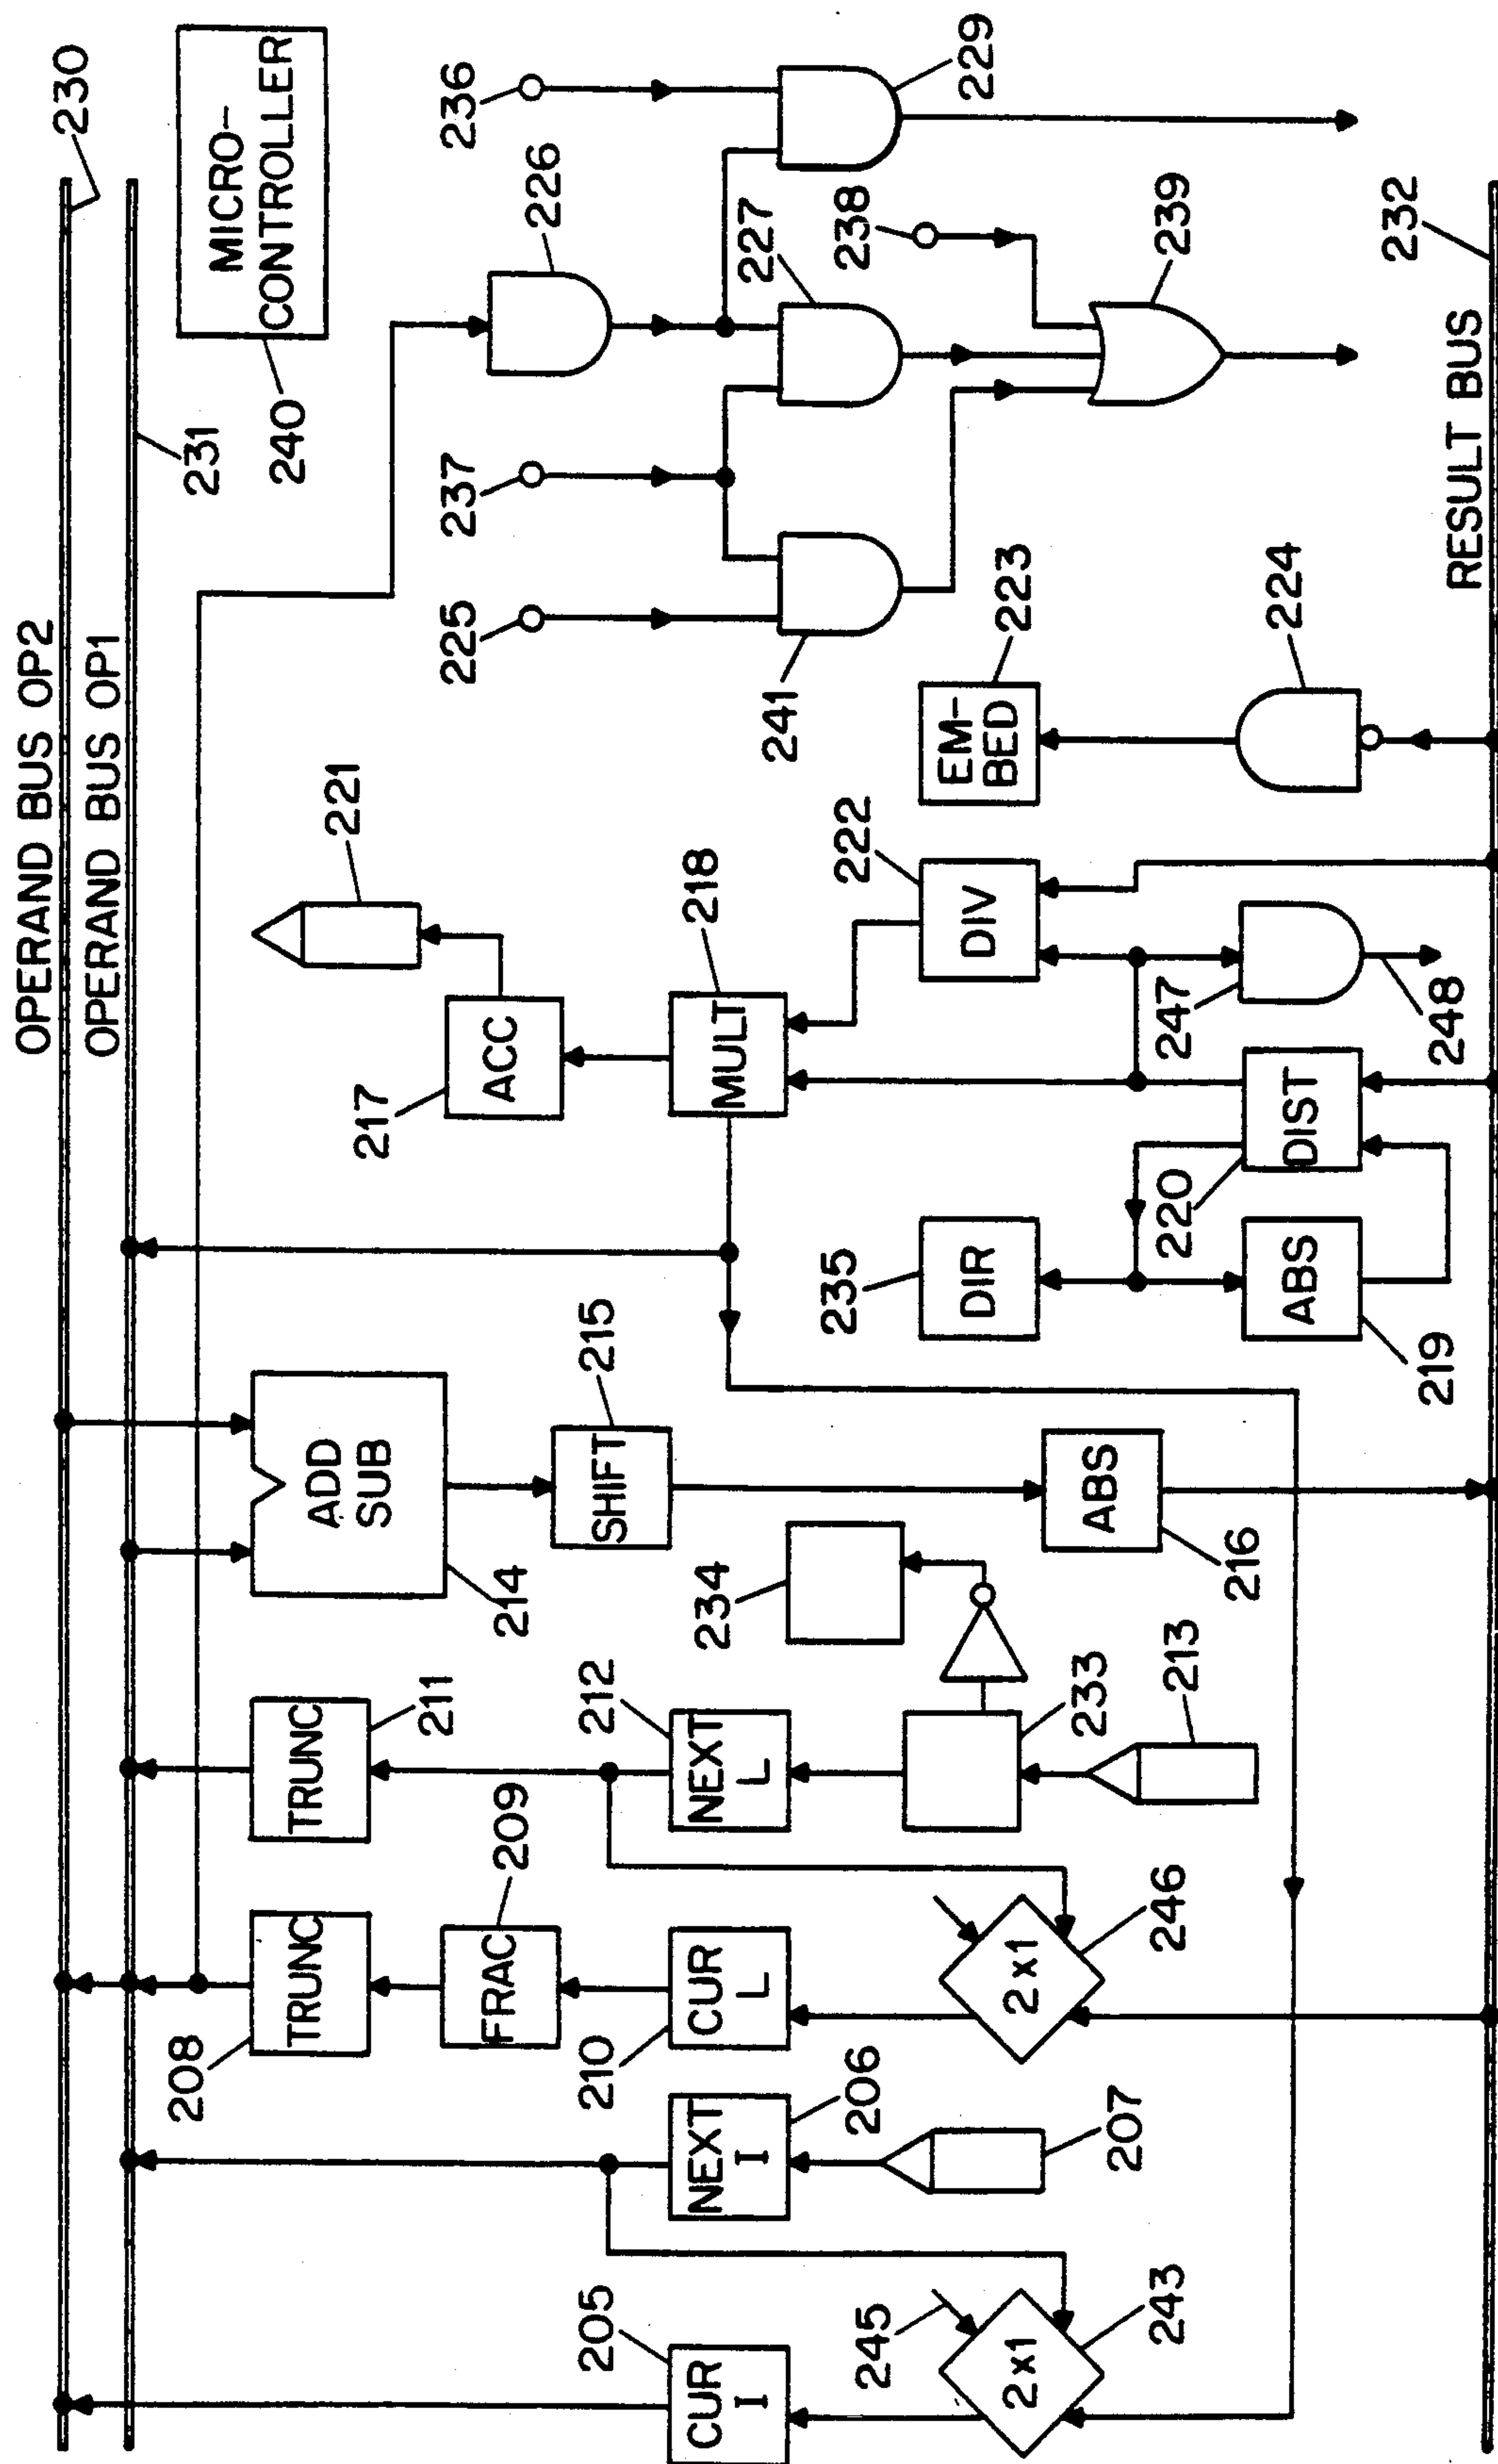 OPERAND BUS OP2
230
OPERAND BUS OP1
231
MICRO-
CONTROLLER
240
205
CUR
I
245
2x1
243
NEXT
I
206
207
208
TRUNC
FRAC
209
210
CUR
L
2x1
246
TRUNC
211
212
NEXT
L
233
213
234
ADD
SUB
214
215
SHIFT
ABS
216
235
DIR
ABS
219
220
DIST
217
ACC
221
218
MULT
222
DIV
247
248
EM-
BED
223
224
225
237
241
226
227
236
229
238
239
RESULT BUS
232